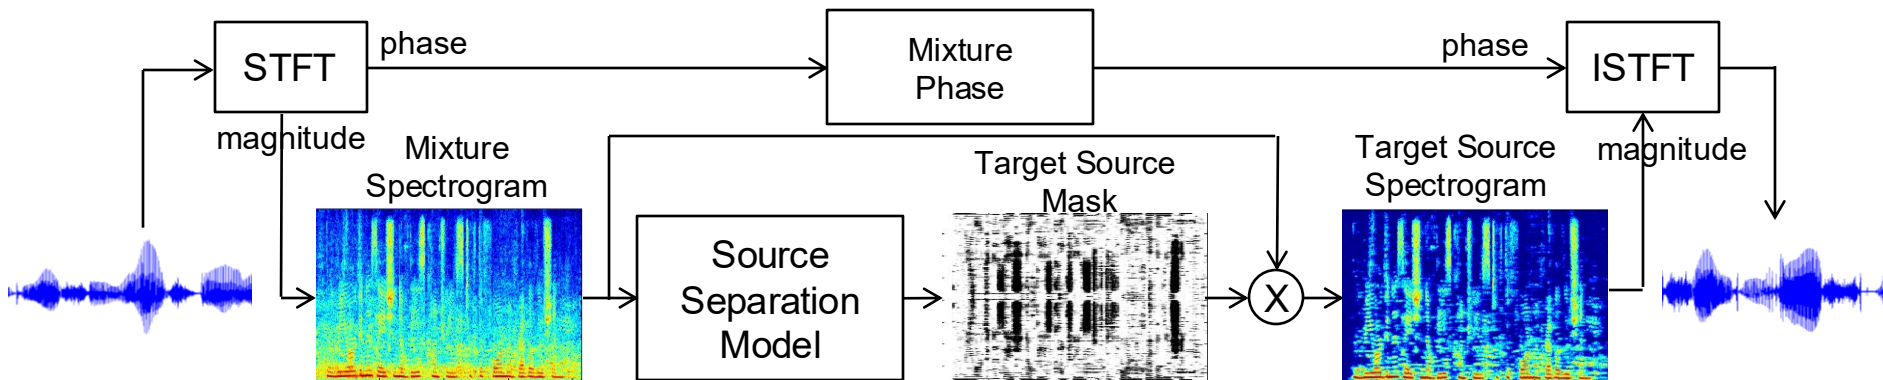 STFT
phase
Mixture
Phase
phase
ISTFT
magnitude
Mixture
Spectrogram
Source
Separation
Model
Target Source
Mask
X
Target Source
Spectrogram
magnitude